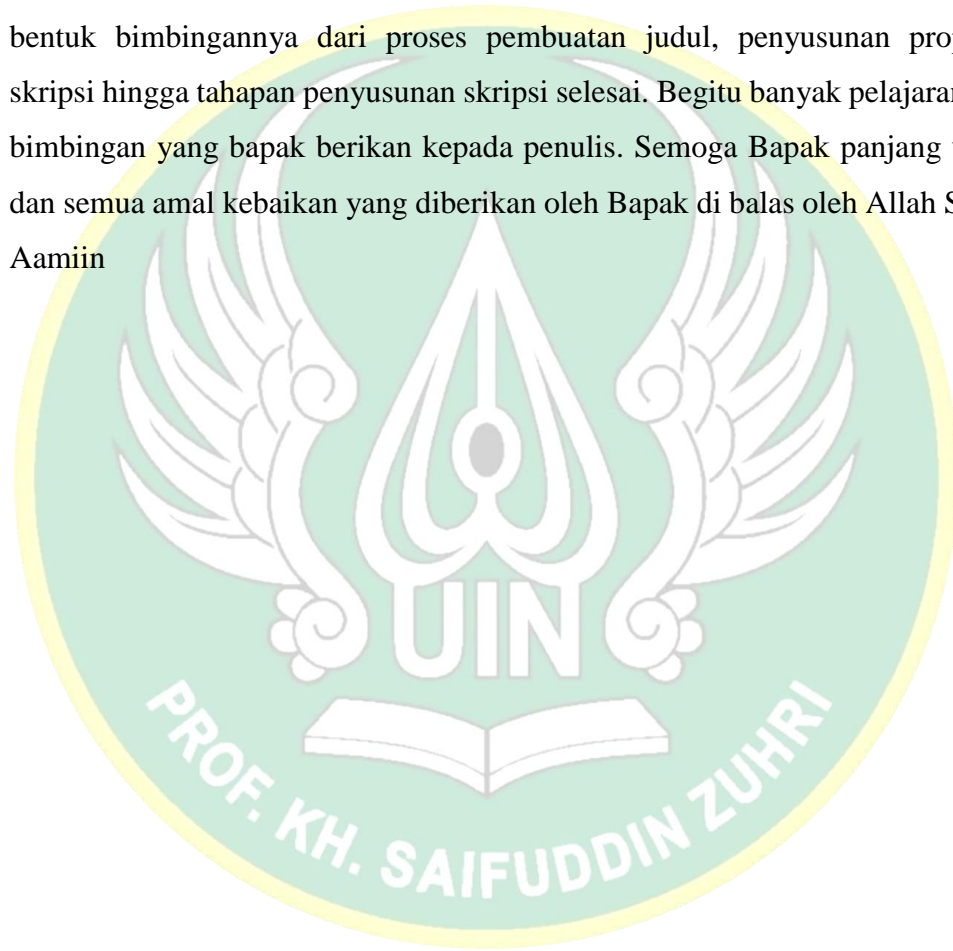 bentuk bimbingannya dari proses pembuatan judul, penyusunan
skripsi hingga tahapan penyusunan skripsi selesai. Begitu banyak pelajaran
bimbingan yang bapak berikan kepada penulis. Semoga Bapak panjang
dan semua amal kebaikan yang diberikan oleh Bapak di balas oleh Allah
Aamiin
UIN
PROF. KH. SAIFUDDIN ZUHRI